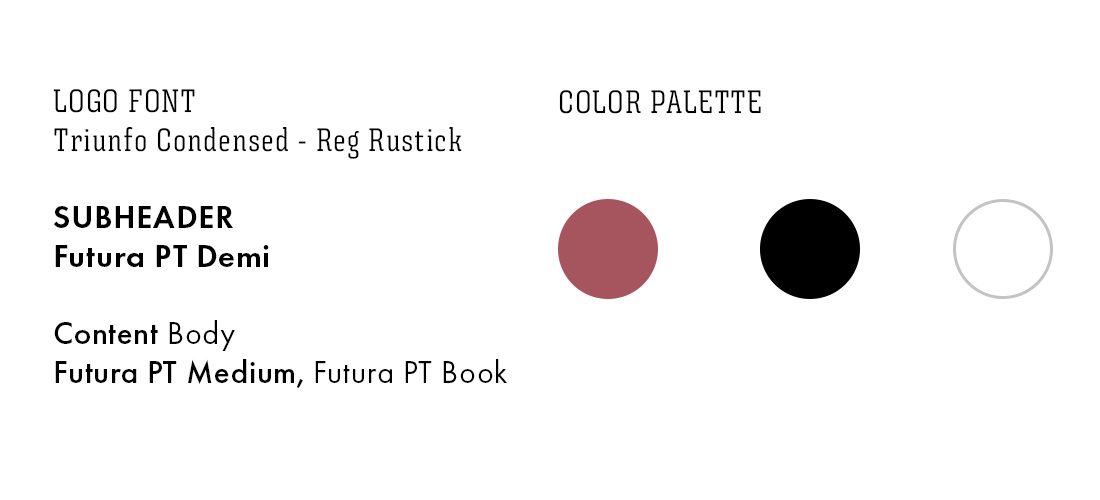 LOGO FONT
Triunfo Condensed - Reg Rustick
SUBHEADER
Futura PT Demi
Content Body
Futura PT Medium, Futura PT Book
COLOR PALETTE